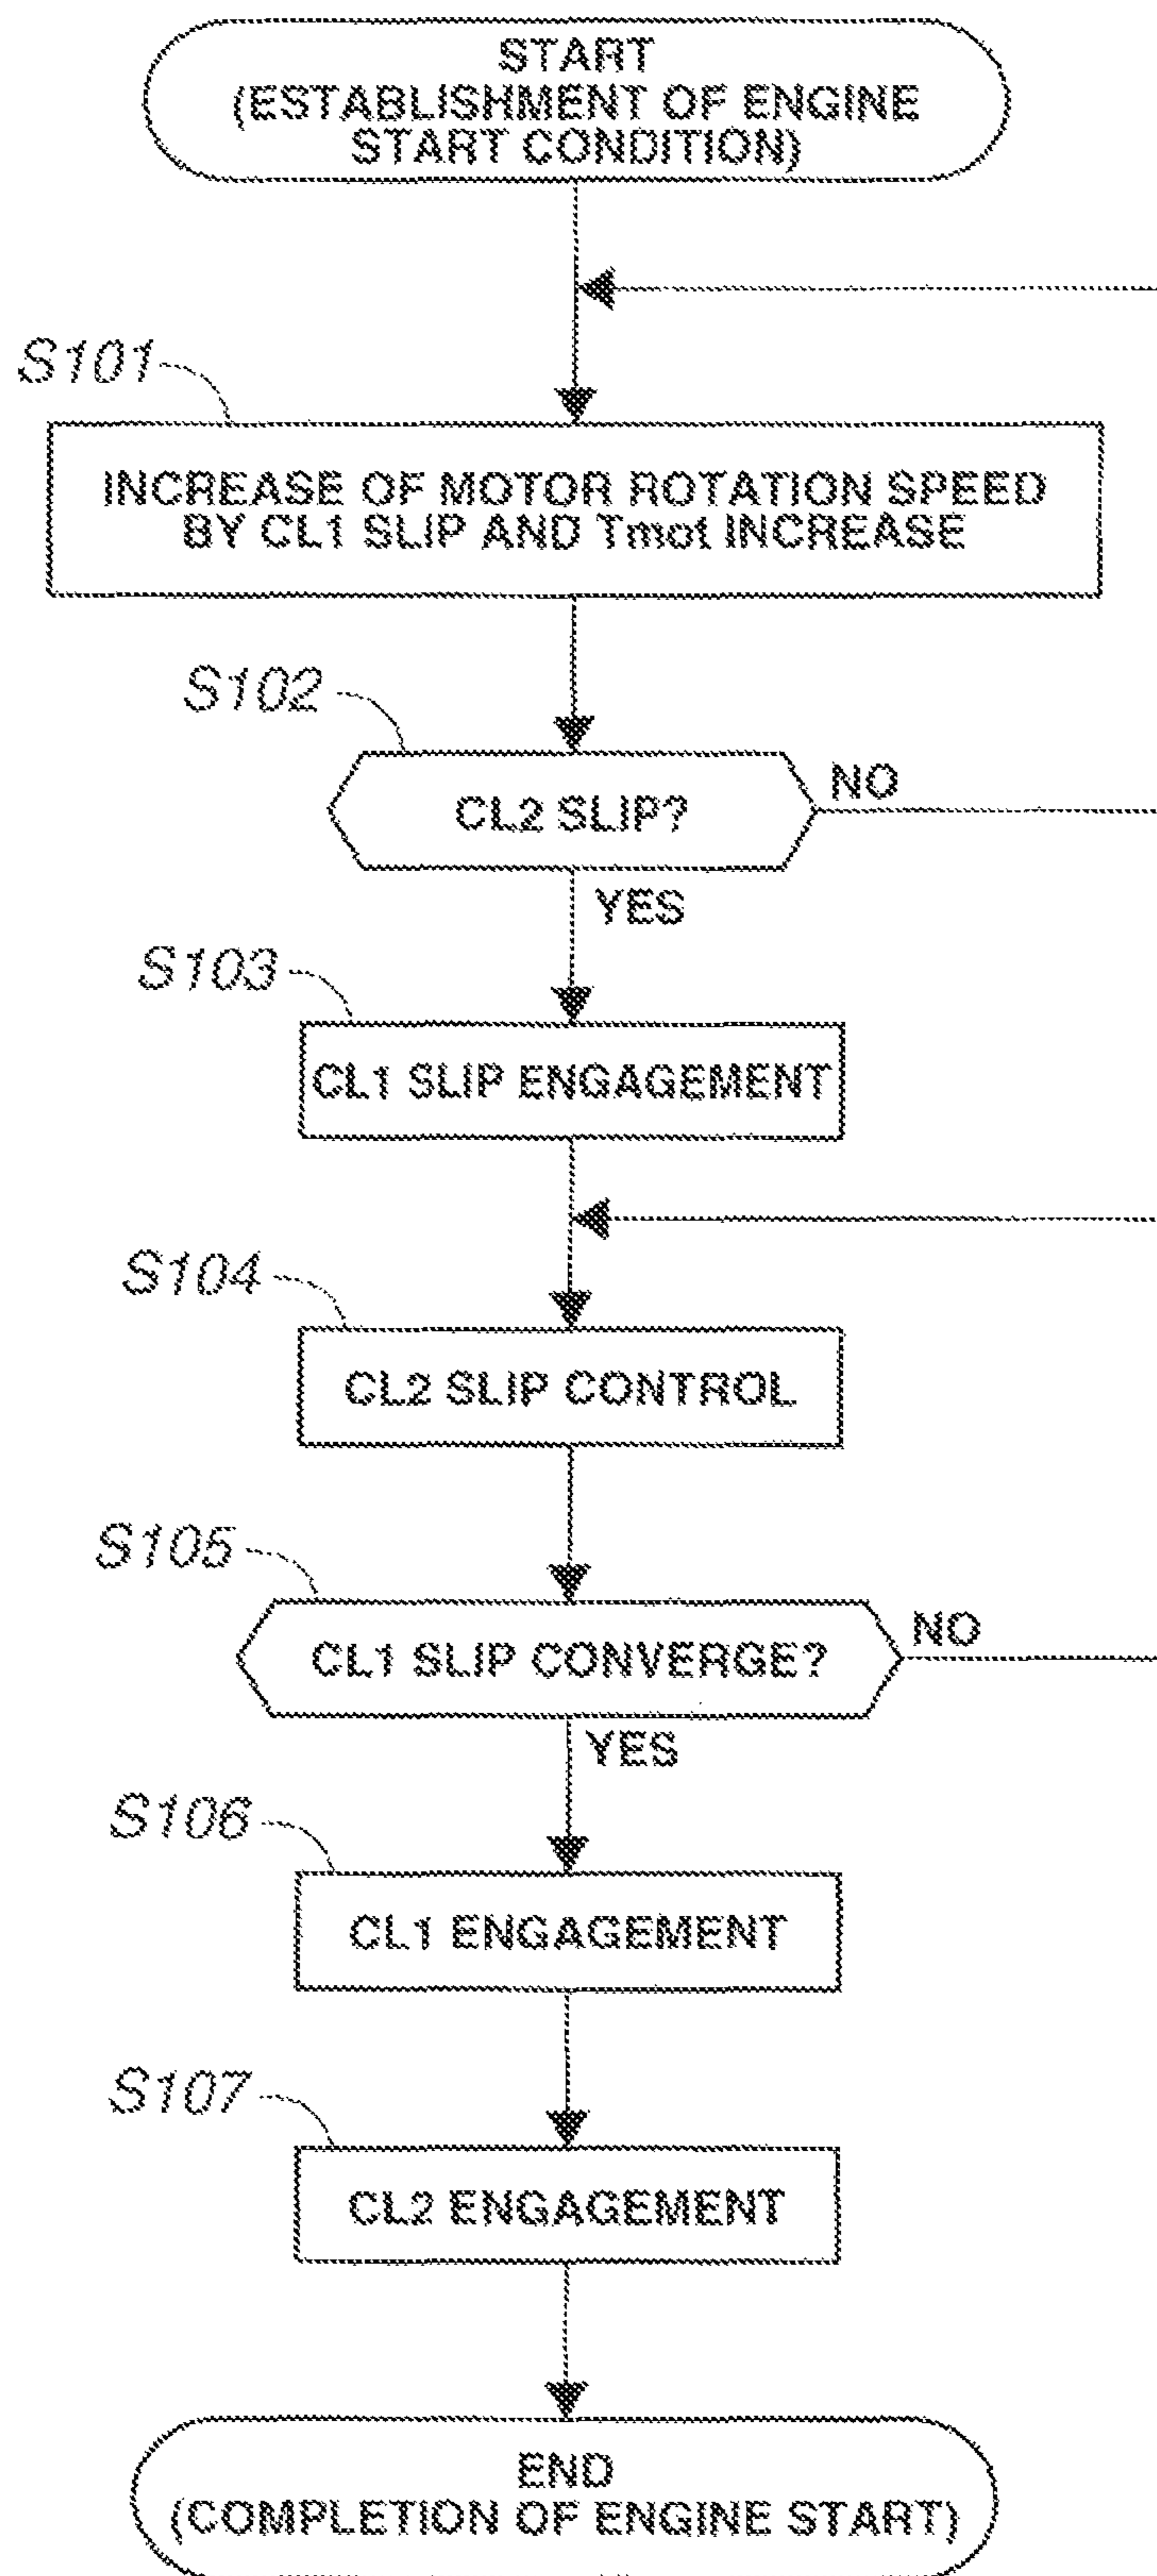 START
(ESTABLISHMENT OF ENGINE
START CONDITION)
S101
INCREASE OF MOTOR ROTATION SPEED
BY CL1 SLIP AND Tmot INCREASE
S102
CL2 SLIP?
NO
YES
S103
CL1 SLIP ENGAGEMENT
S104
CL2 SLIP CONTROL
S105
CL1 SLIP CONVERGE?
NO
YES
S106
CL1 ENGAGEMENT
S107
CL2 ENGAGEMENT
END
(COMPLETION OF ENGINE START)